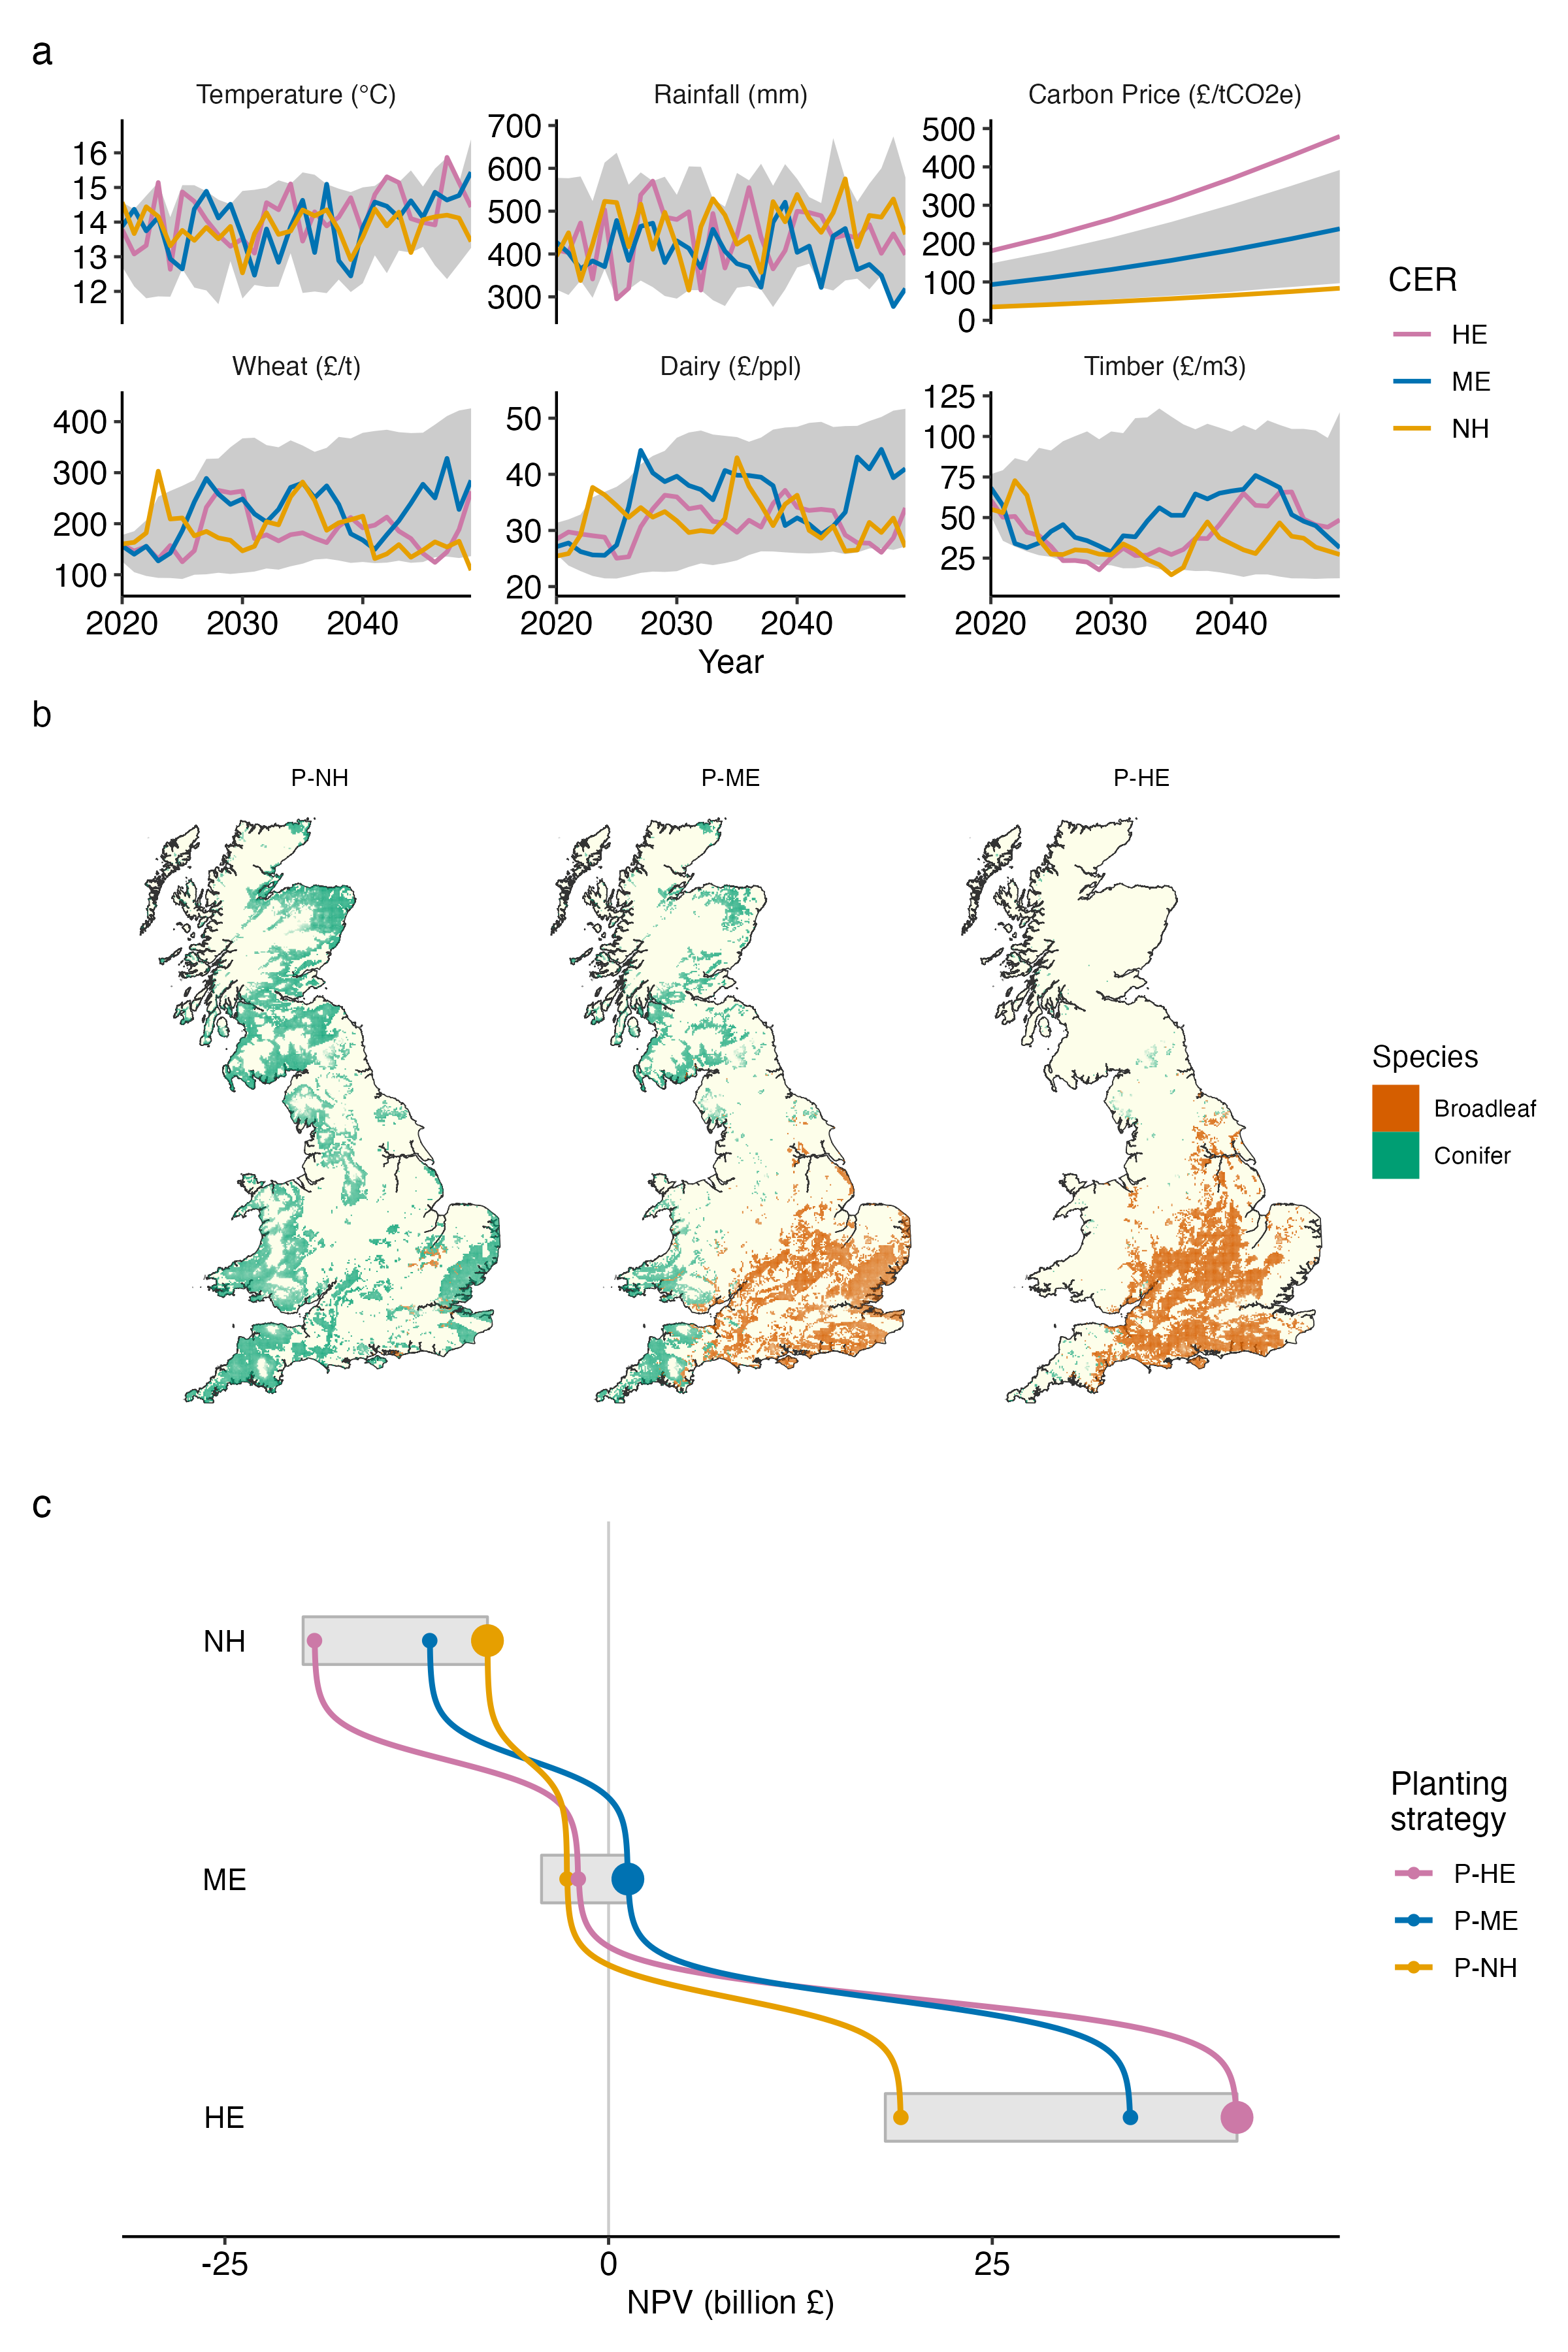 a
Temperature (°C)
Rainfall (mm)
Carbon Price (£/tCO2e)
16
15
14
13
12
700
600
500
400
300
500
400
300
200
100
0
CER
HE
ME
NH
Wheat (£/t)
Dairy (£/ppl)
Timber (£/m3)
400
300
200
100
50
40
30
20
125
100
75
50
25
2020 2030 2040
2020 2030 2040
2020 2030 2040
Year
b
P-NH
P-ME
P-HE
Species
Broadleaf
Conifer
c
NH
ME
HE
Planting
strategy
P-HE
P-ME
P-NH
-25 0 25
NPV (billion £)